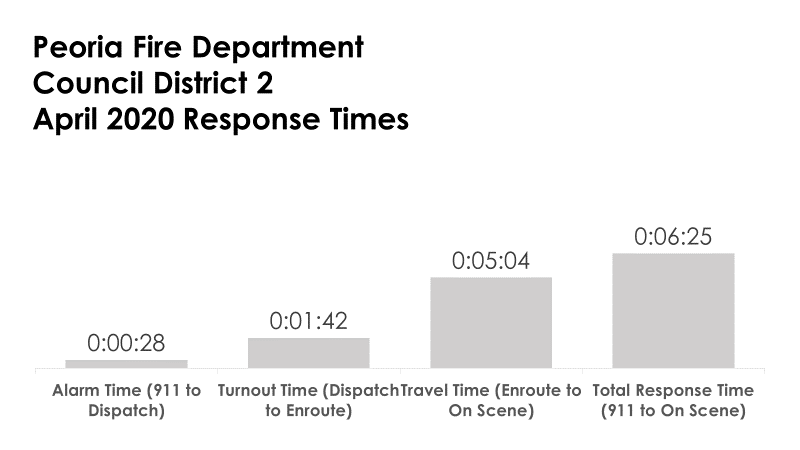 Peoria Fire Department
Council District 2
April 2020 Response Times
0:00:28
0:01:42
0:05:04
0:06:25
Alarm Time (911 to
Dispatch)
Turnout Time (Dispatch
to Enroute)
Travel Time (Enroute to
On Scene)
Total Response Time
(911 to On Scene)